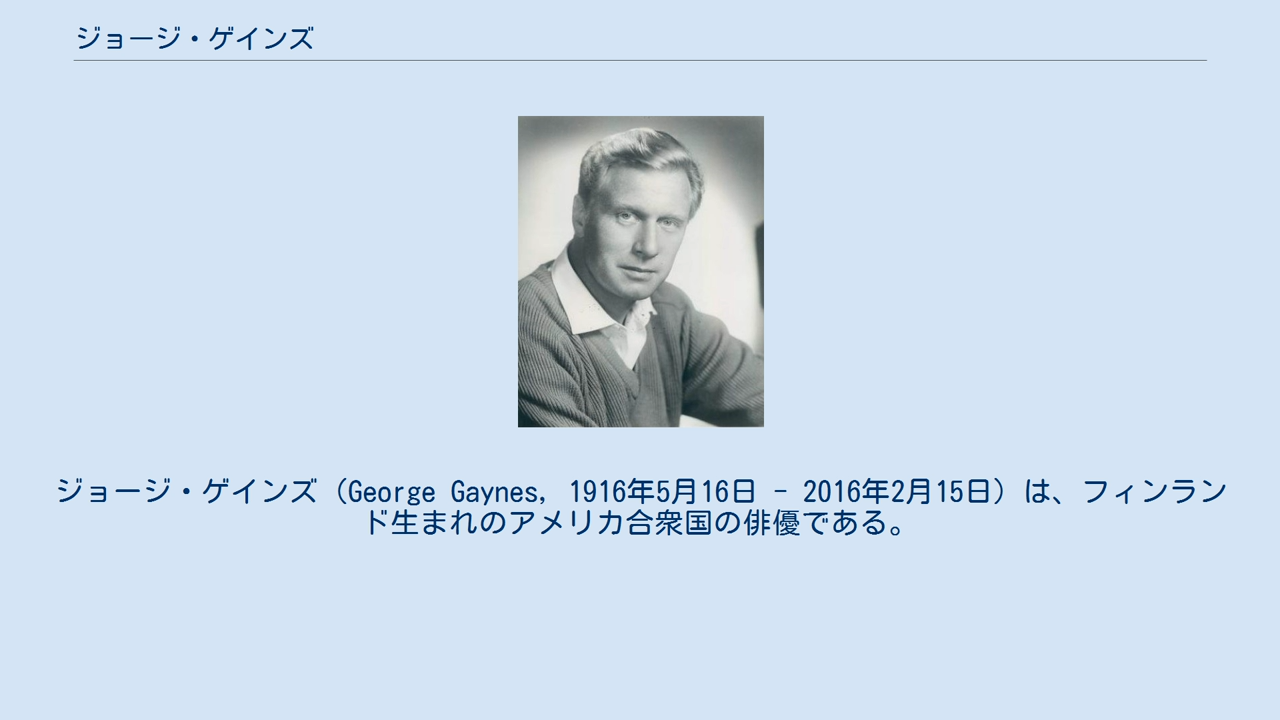 ジョージ・ゲインズ
ジョージ・ゲインズ（George Gaynes, 1916年5月16日 - 2016年2月15日）は、フィンラン
ド生まれのアメリカ合衆国の俳優である。